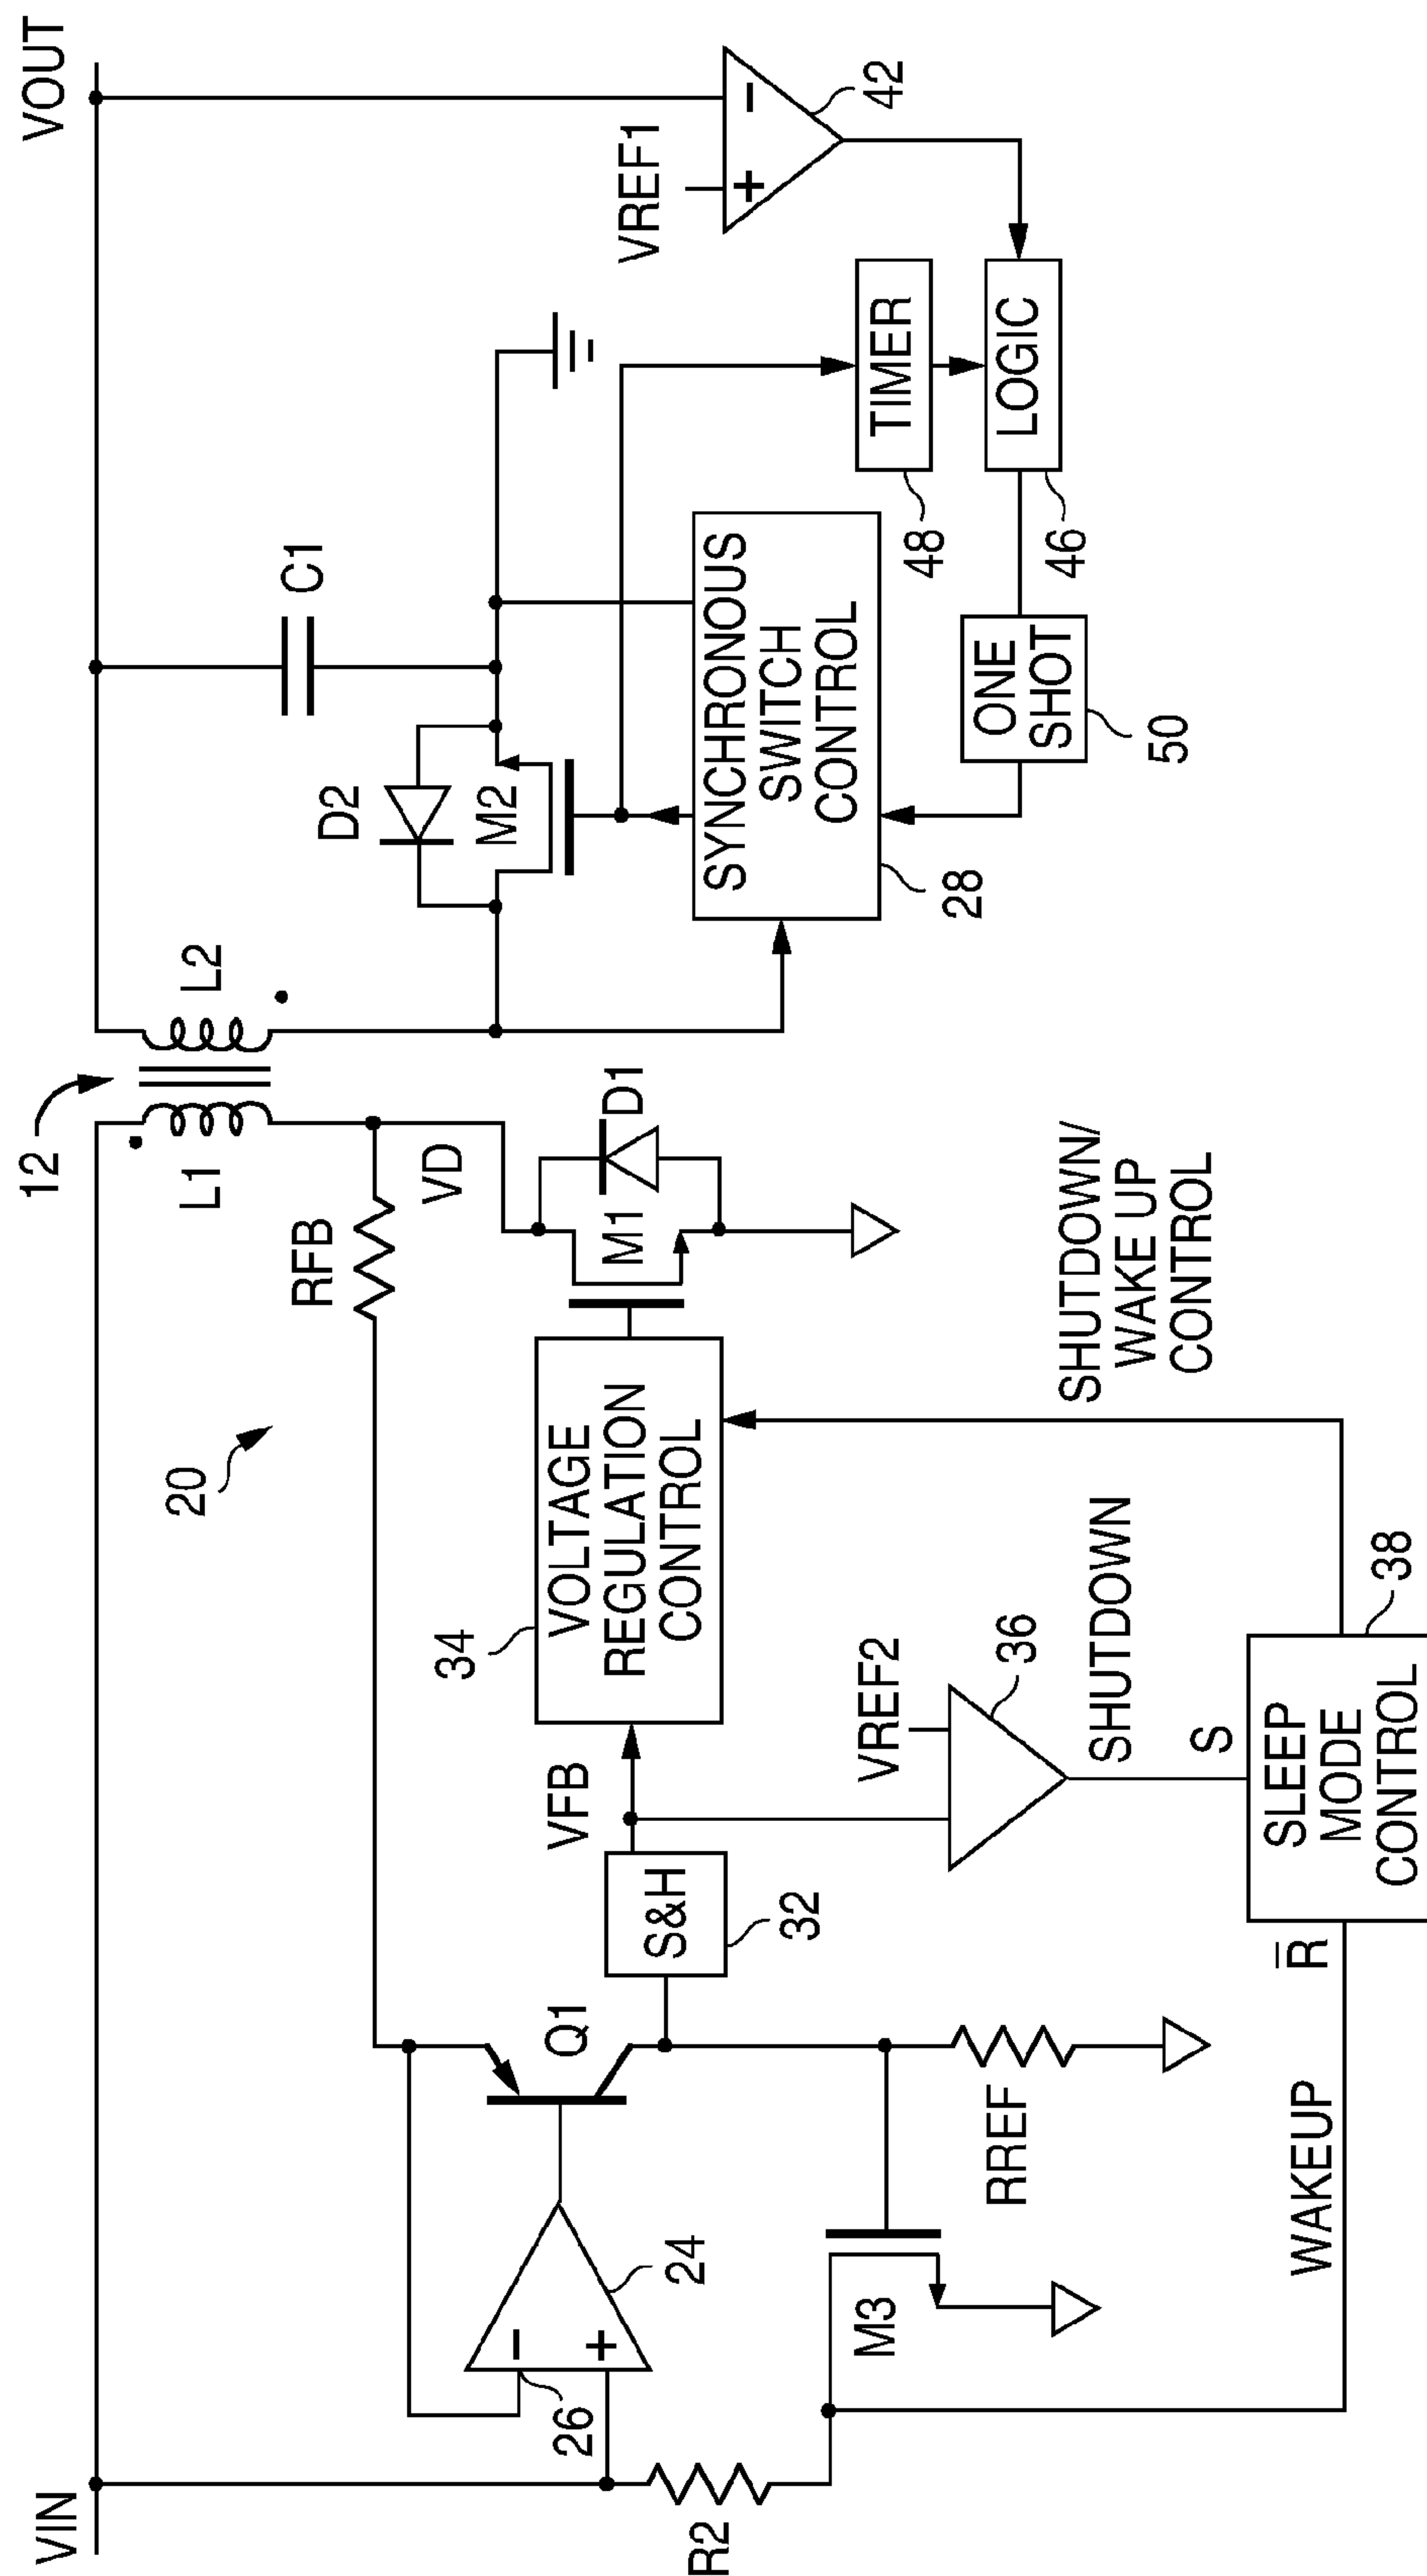 VIN
VOUT
12
L1
L2
20
RFB
VD
D1
M1
D2
M2
C1
34
VOLTAGE
REGULATION
CONTROL
VFB
S&H
32
Q1
24
26
−
+
R2
M3
RREF
VREF2
36
SHUTDOWN
S
R̅
SLEEP
MODE
CONTROL
38
WAKEUP
SHUTDOWN/
WAKE UP
CONTROL
SYNCHRONOUS
SWITCH
CONTROL
28
ONE
SHOT
50
TIMER
48
LOGIC
46
VREF1
+
−
42